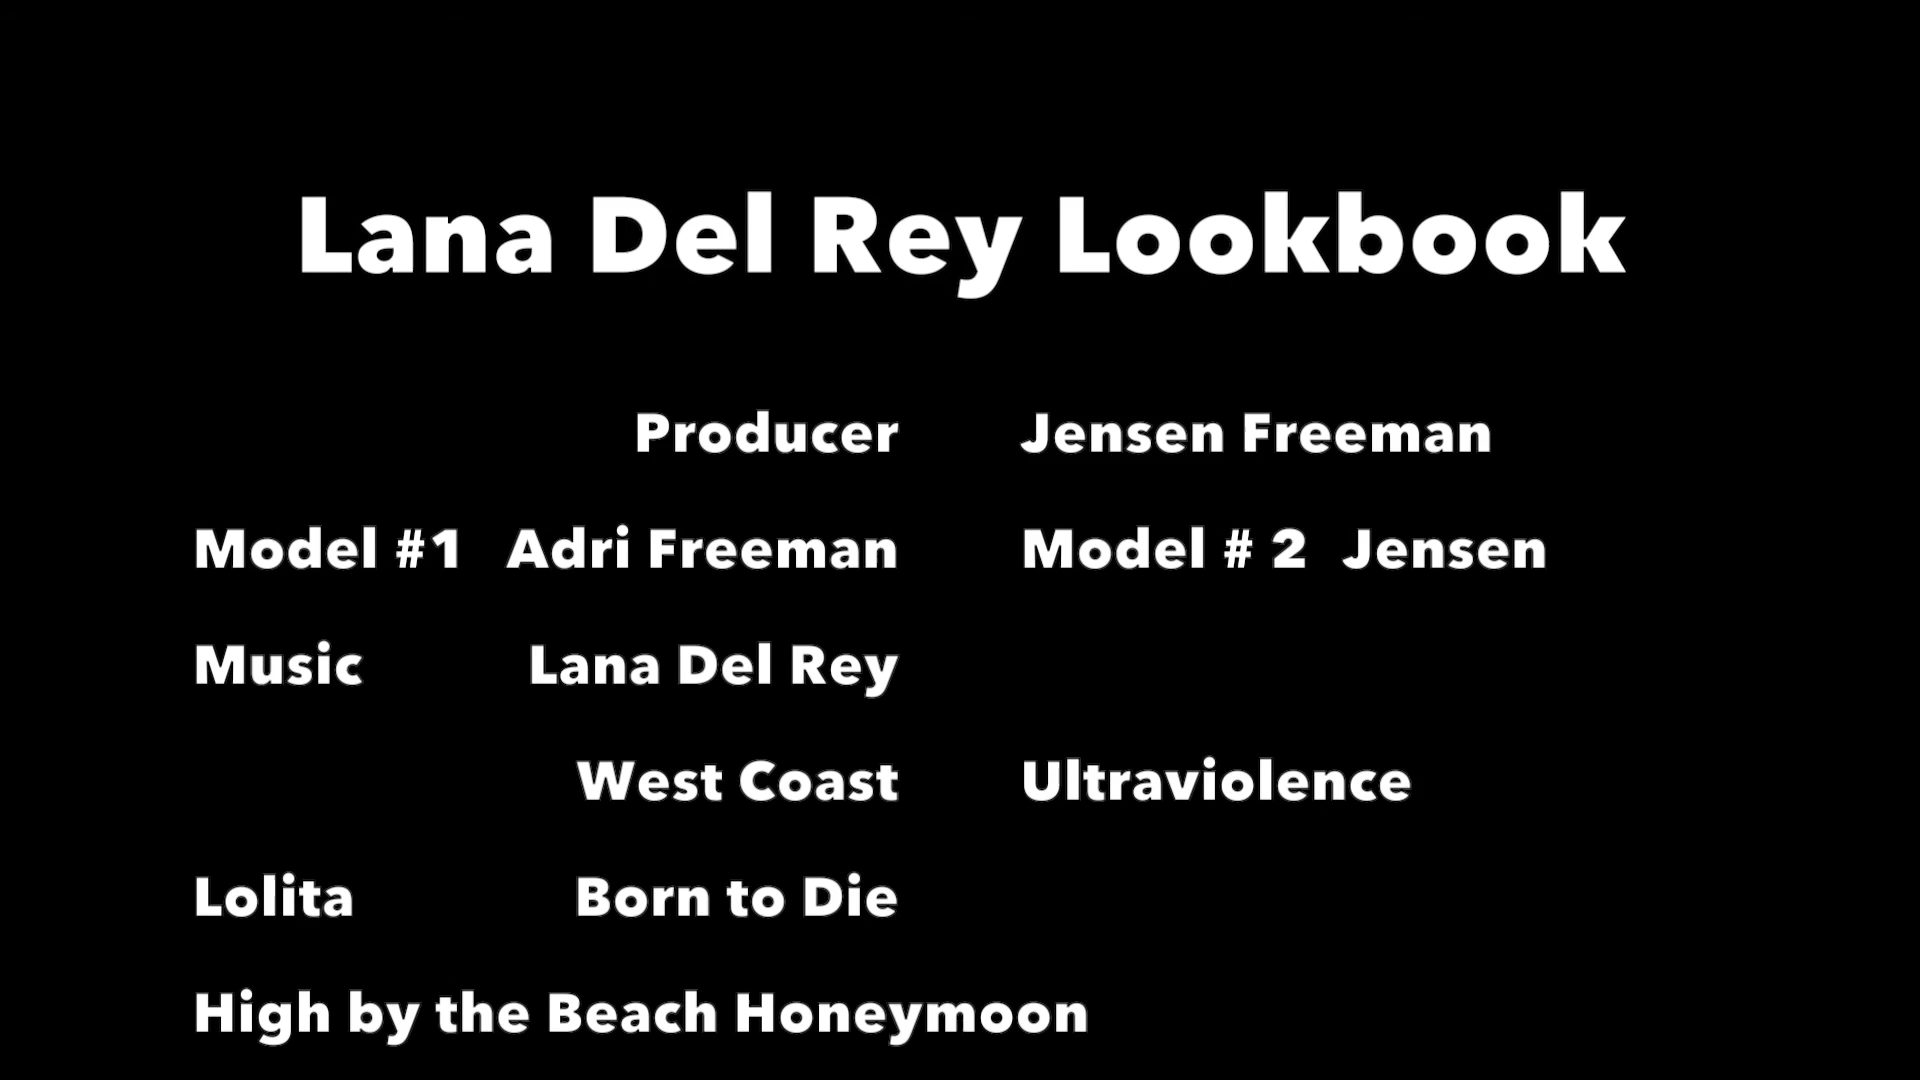 Lana Del Rey Lookbook
Producer Jensen Freeman
Model #1 Adri Freeman Model # 2 Jensen
Music Lana Del Rey
West Coast Ultraviolence
Lolita Born to Die
High by the Beach Honeymoon